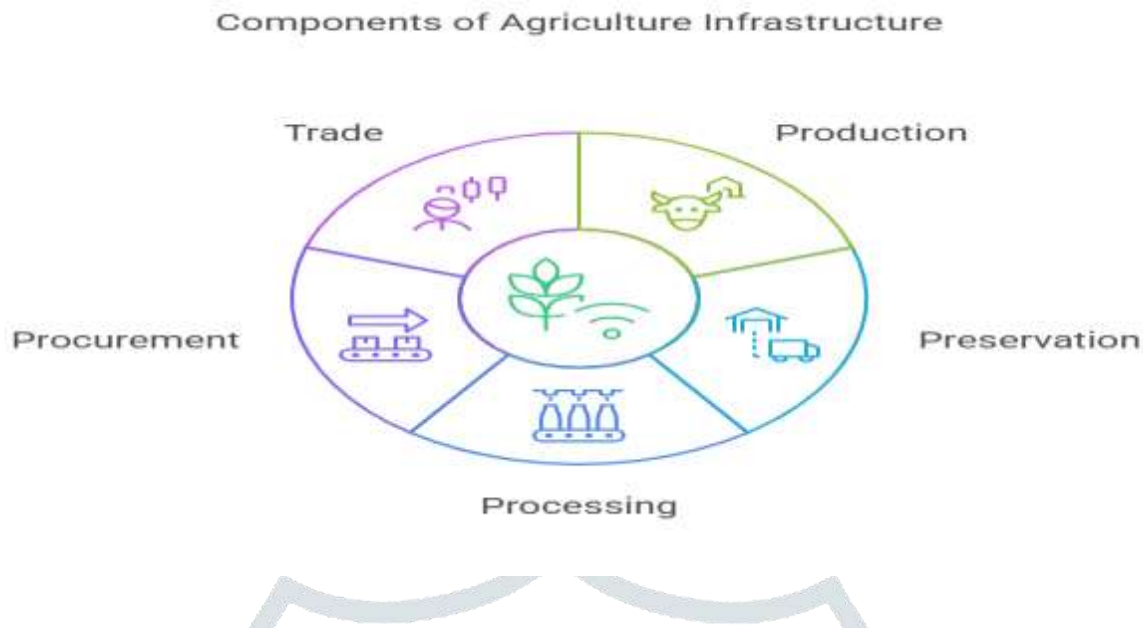 Components of Agriculture Infrastructure
Trade
Production
Procurement
Preservation
Processing